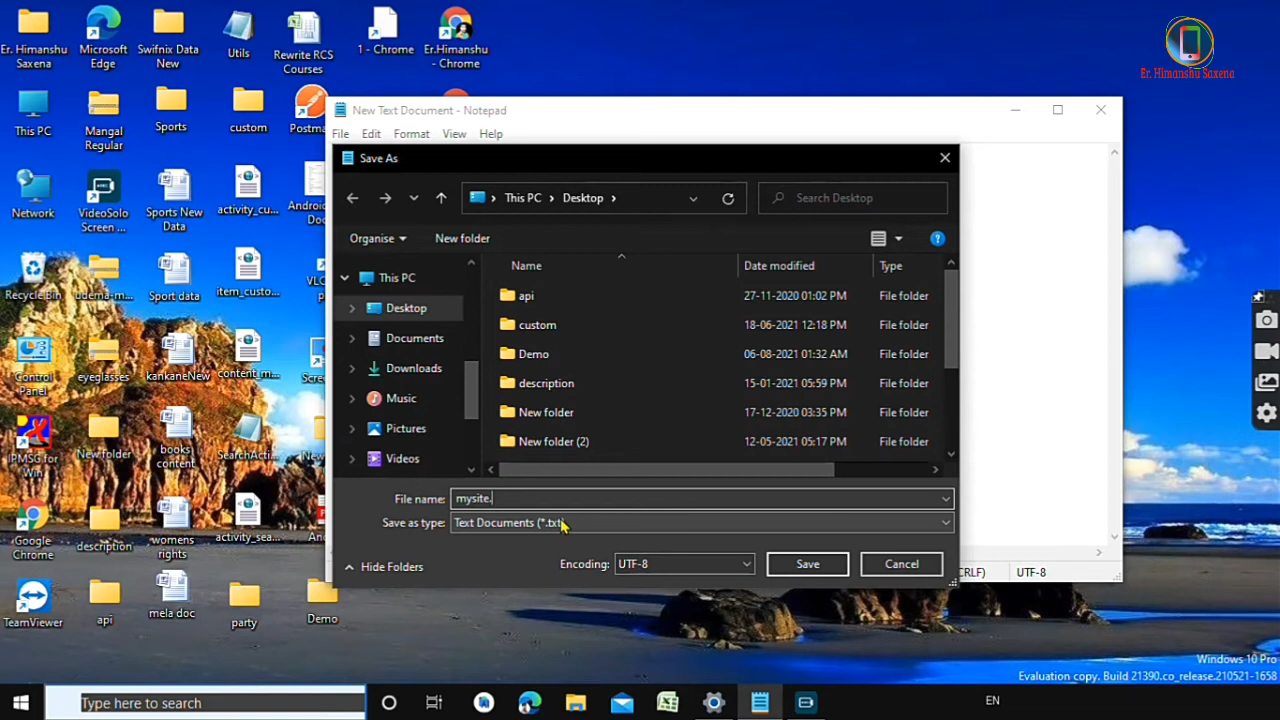 Er. Himanshu
Saxena
Microsoft
Edge
Swifnix Data
New
Utils
Rewrite RCS
Courses
1 - Chrome
Er.Himanshu
- Chrome
Er. Himanshu Saxena
This PC
Mangal
Regular
Sports
custom
Postma
New Text Document - Notepad
File Edit Format View Help
Save As
This PC
Desktop
Search Desktop
Organise
New folder
Name
Date modified
Type
This PC
Desktop
Documents
Downloads
Music
Pictures
Videos
api 27-11-2020 01:02 PM File folder
custom 18-06-2021 12:18 PM File folder
Demo 06-08-2021 01:32 AM File folder
description 15-01-2021 05:59 PM File folder
New folder 17-12-2020 03:35 PM File folder
New folder (2) 12-05-2021 05:17 PM File folder
File name: mysite.
Save as type: Text Documents (*.txt)
Hide Folders
Encoding: UTF-8
Save
Cancel
CRLF)
UTF-8
Network
VideoSolo
Screen ...
Sports New
Data
activity_cu...
Android
Do
Recycle Bin
udema-m...
Sport data
item_custo...
VLC
p
Control
Panel
eyeglasses
kankaneNew
content_m...
Scre
IPMSG for
Win
New folder
books
content
SearchActi...
New
Google
Chrome
description
womens
rights
activity_sea...
TeamViewer
api
mela doc
party
Demo
Windows 10 Pro
Evaluation copy. Build 21390.co_release.210521-1658
Type here to search
EN